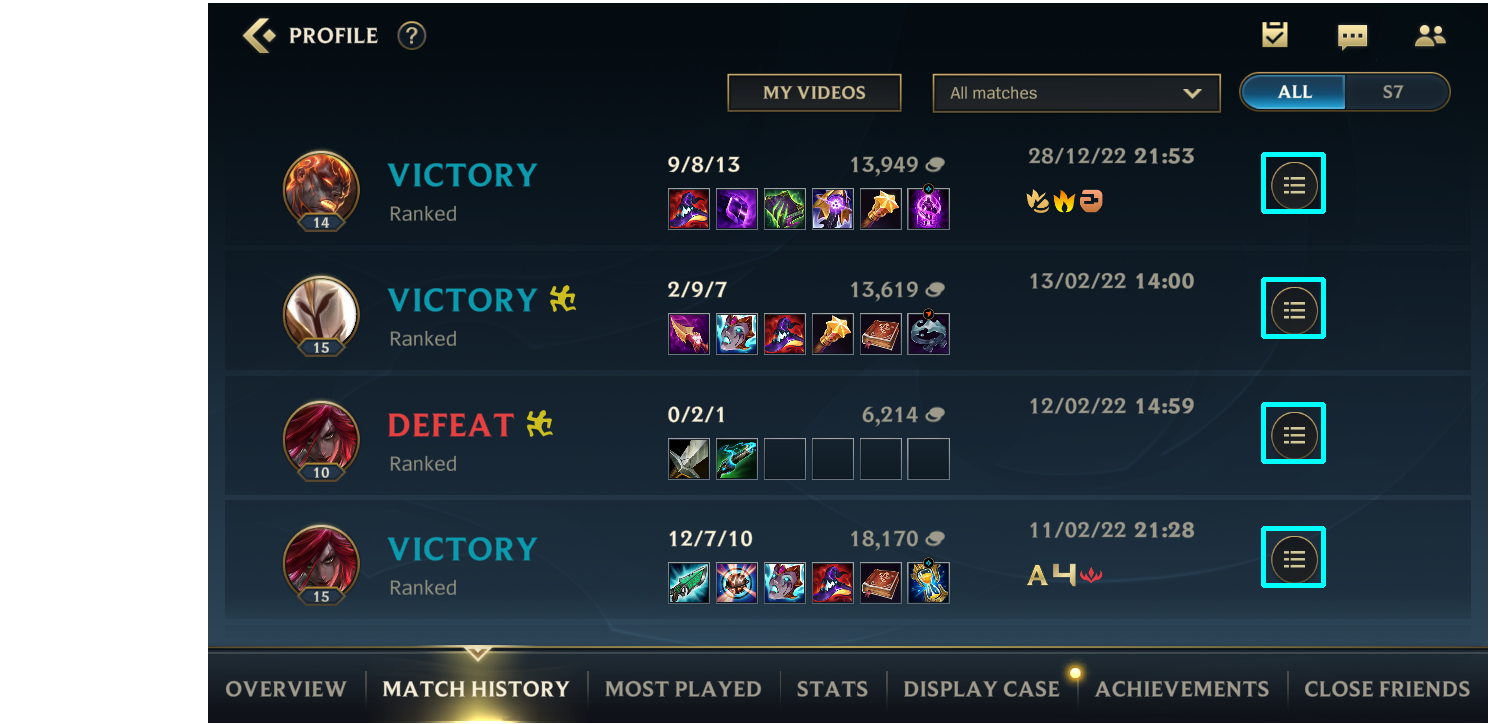 PROFILE ?
MY VIDEOS All matches ALL S7
VICTORY 9/8/13 13,949 28/12/22 21:53
14 Ranked
VICTORY 2/9/7 13,619 13/02/22 14:00
15 Ranked
DEFEAT 0/2/1 6,214 12/02/22 14:59
10 Ranked
VICTORY 12/7/10 18,170 11/02/22 21:28
15 Ranked A 4
OVERVIEW MATCH HISTORY MOST PLAYED STATS DISPLAY CASE ACHIEVEMENTS CLOSE FRIENDS